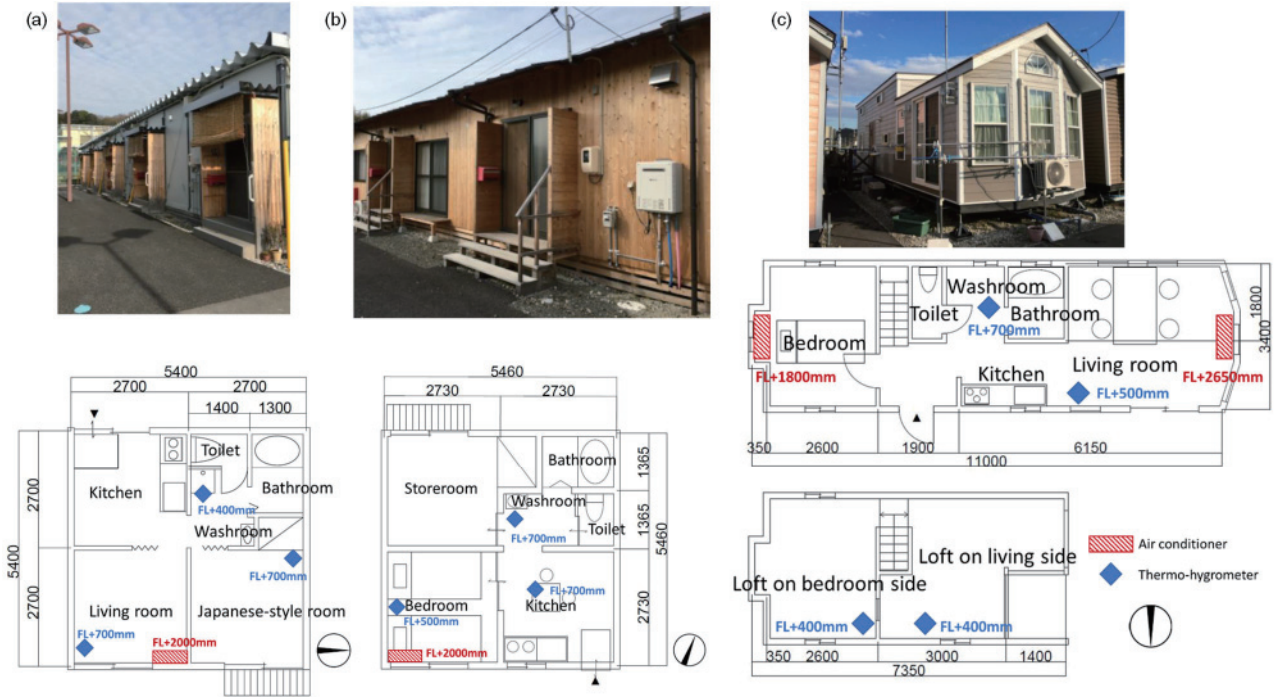 (a)
(b)
(c)
5400
2700
2700
1400
1300
Toilet
Kitchen
Bathroom
FL+400mm
Washroom
FL+700mm
Living room
Japanese-style room
FL+700mm
FL+2000mm
2700
5400
2700
5460
2730
2730
Bathroom
Storeroom
Washroom
Toilet
FL+700mm
FL+700mm
Bedroom
Kitchen
FL+500mm
FL+2000mm
1365
1365
5460
2730
Washroom
Toilet
Bathroom
FL+700mm
Bedroom
Living room
Kitchen
FL+1800mm
FL+500mm
FL+2650mm
1800
3400
350
2600
1900
6150
11000
Loft on living side
Loft on bedroom side
FL+400mm
FL+400mm
350
2600
3000
1400
7350
Air conditioner
Thermo-hygrometer